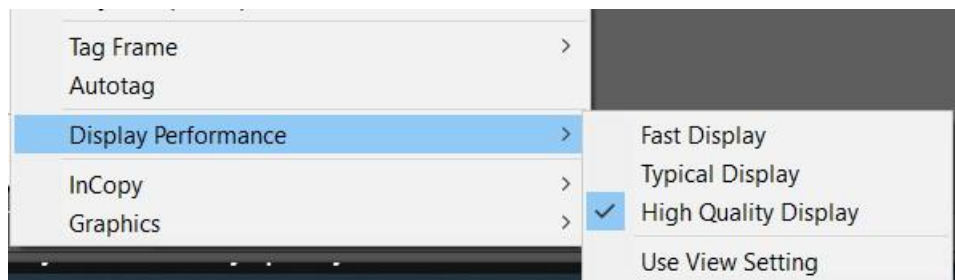 Tag Frame
Autotag
Display Performance
InCopy
Graphics
Fast Display
Typical Display
High Quality Display
Use View Setting